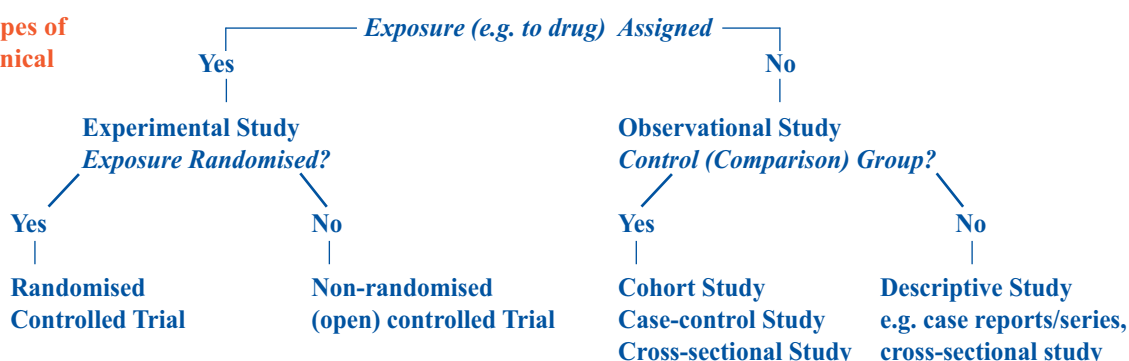 pes of
nical
Exposure (e.g. to drug) Assigned
Yes
No
Experimental Study
Exposure Randomised?
Observational Study
Control (Comparison) Group?
Yes
No
Yes
No
Randomised
Controlled Trial
Non-randomised
(open) controlled Trial
Cohort Study
Case-control Study
Cross-sectional Study
Descriptive Study
e.g. case reports/series,
cross-sectional study